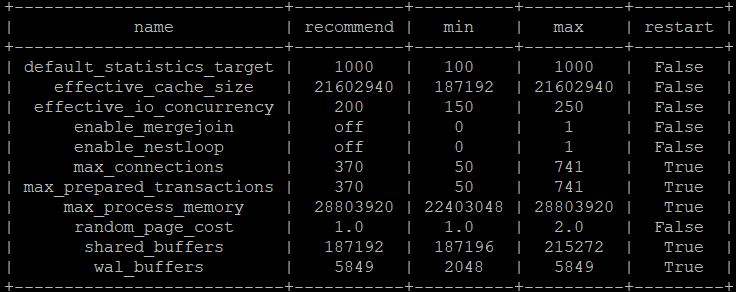 +---------------------------+-----------+----------+----------+---------+
| name | recommend | min | max | restart |
+---------------------------+-----------+----------+----------+---------+
| default_statistics_target | 1000 | 100 | 1000 | False |
| effective_cache_size | 21602940 | 187192 | 21602940 | False |
| effective_io_concurrency | 200 | 150 | 250 | False |
| enable_mergejoin | off | 0 | 1 | False |
| enable_nestloop | off | 0 | 1 | False |
| max_connections | 370 | 50 | 741 | True |
| max_prepared_transactions | 370 | 50 | 741 | True |
| max_process_memory | 28803920 | 22403048 | 28803920 | True |
| random_page_cost | 1.0 | 1.0 | 2.0 | False |
| shared_buffers | 187192 | 187196 | 215272 | True |
| wal_buffers | 5849 | 2048 | 5849 | True |
+---------------------------+-----------+----------+----------+---------+